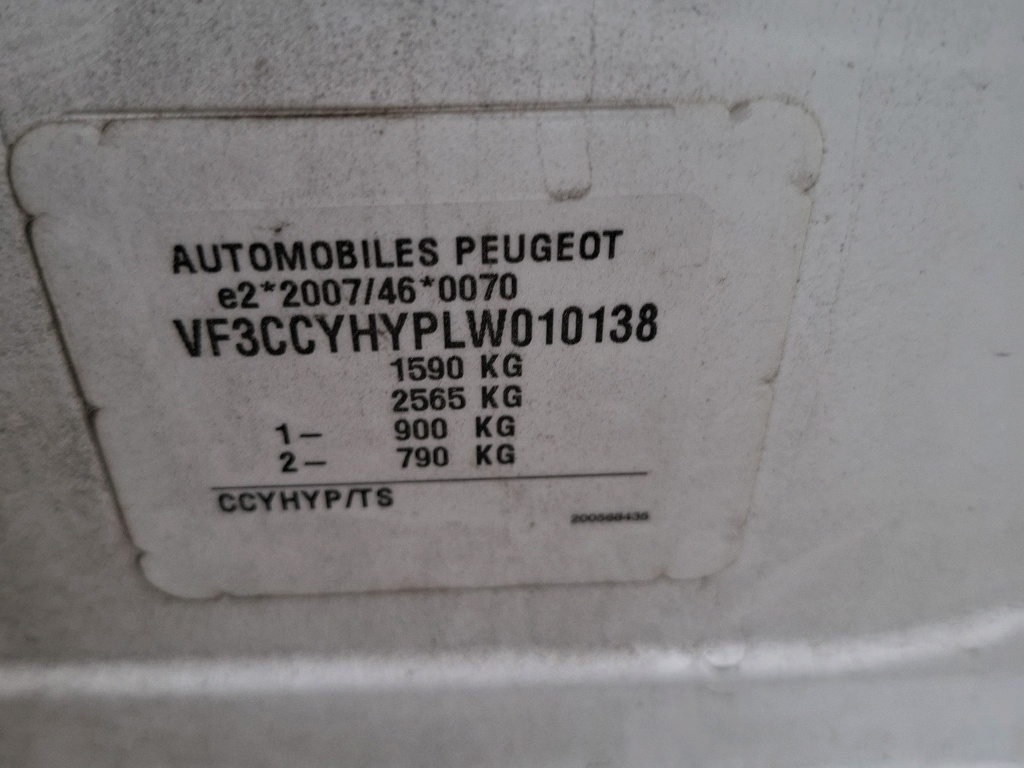 AUTOMOBILES PEUGEOT
e2*2007/46*0070
VF3CCYHYPLW010138
1590 KG
2565 KG
1— 900 KG
2— 790 KG
CCYHYP/TS